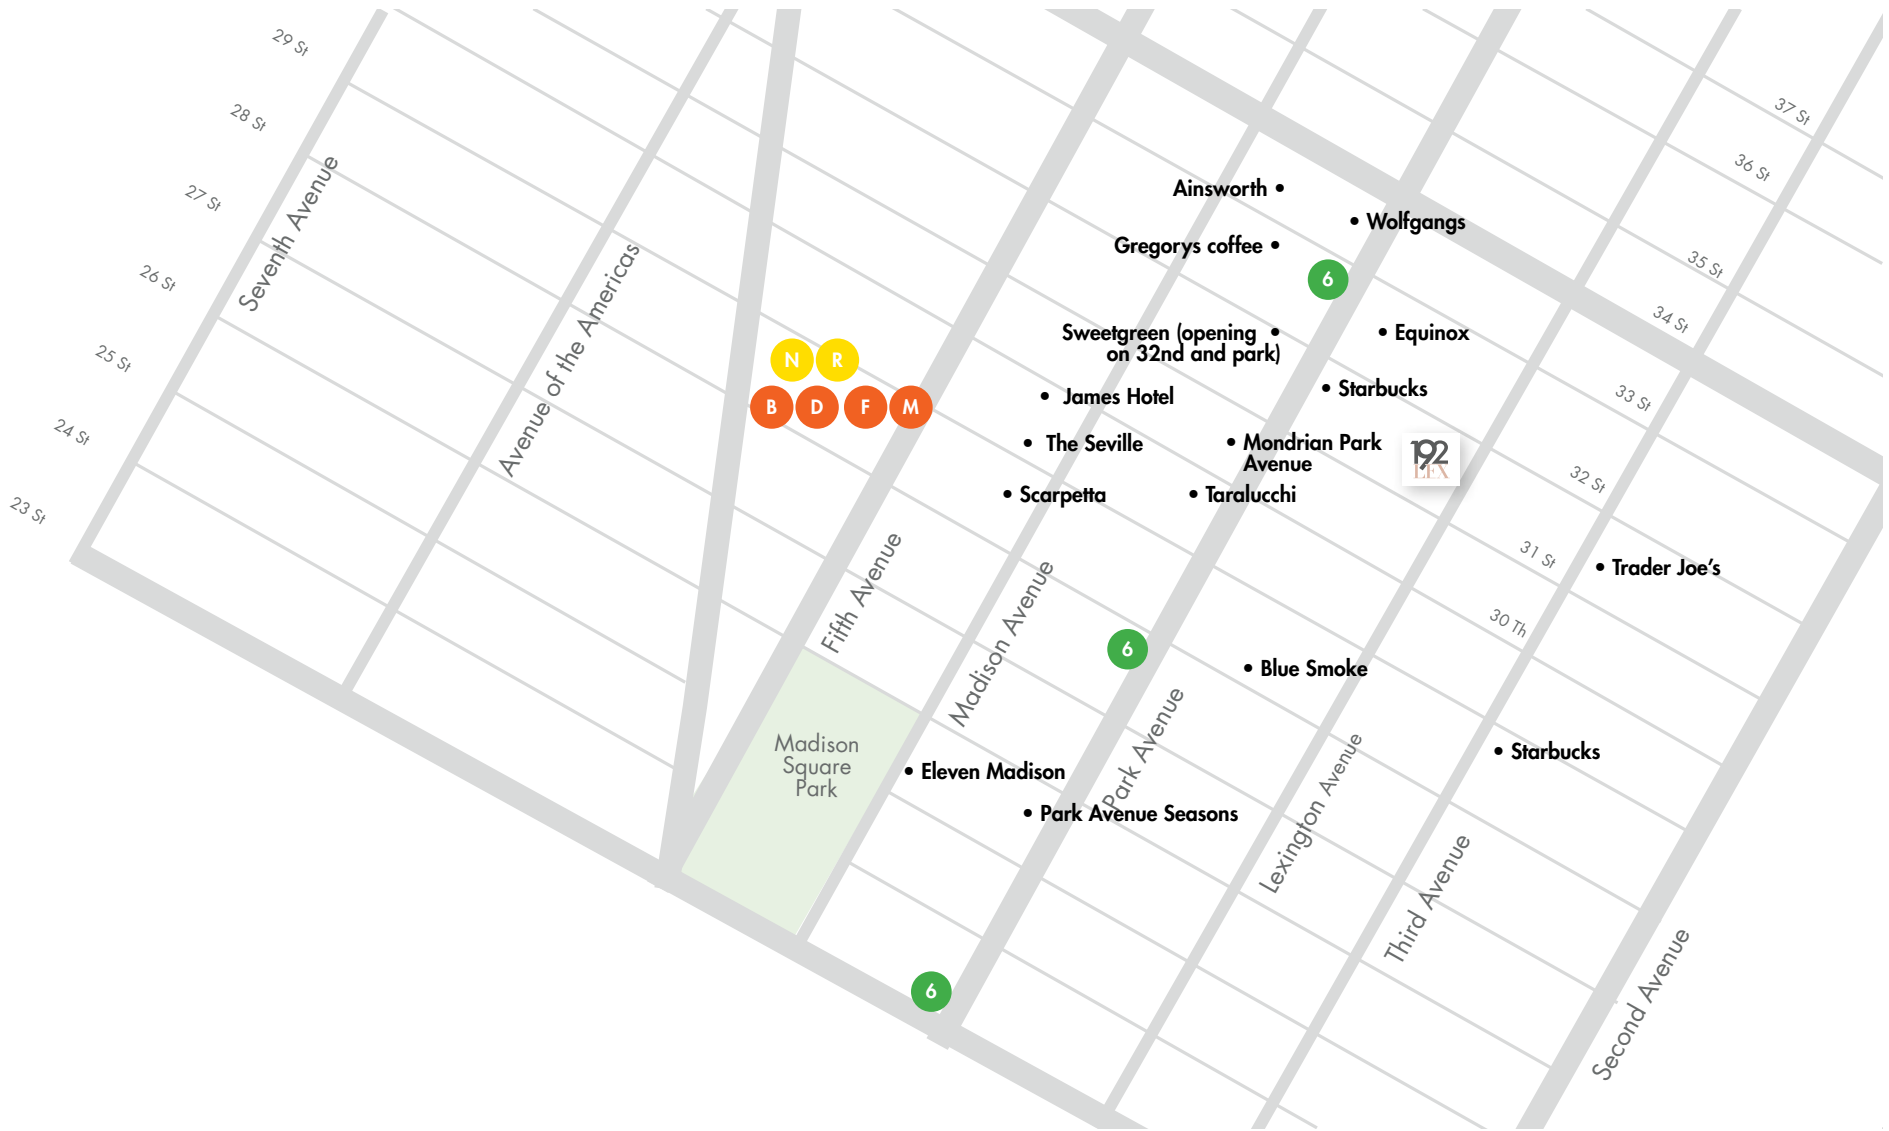 29 St
28 St
27 St
26 St
25 St
24 St
23 St
Seventh Avenue
Avenue of the Americas
N R
B D F M
Fifth Avenue
Madison Avenue
Park Avenue
Lexington Avenue
Third Avenue
Second Avenue
37 St
36 St
35 St
34 St
33 St
32 St
31 St
30 Th
Ainsworth •
• Wolfgangs
Gregorys coffee •
6
Sweetgreen (opening •
on 32nd and park)
• Equinox
• Starbucks
• James Hotel
• The Seville
• Mondrian Park
Avenue
192
LEX
• Scarpetta
• Taralucchi
• Trader Joe's
6
• Blue Smoke
Madison
Square
Park
• Starbucks
• Eleven Madison
• Park Avenue Seasons
6